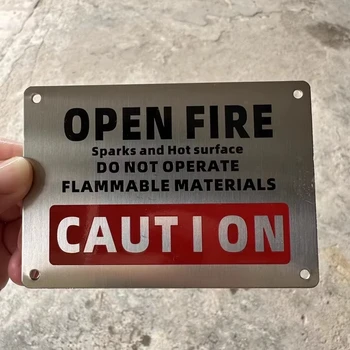 OPEN FIRE
Sparks and Hot surface
DO NOT OPERATE
FLAMMABLE MATERIALS
CAUTION